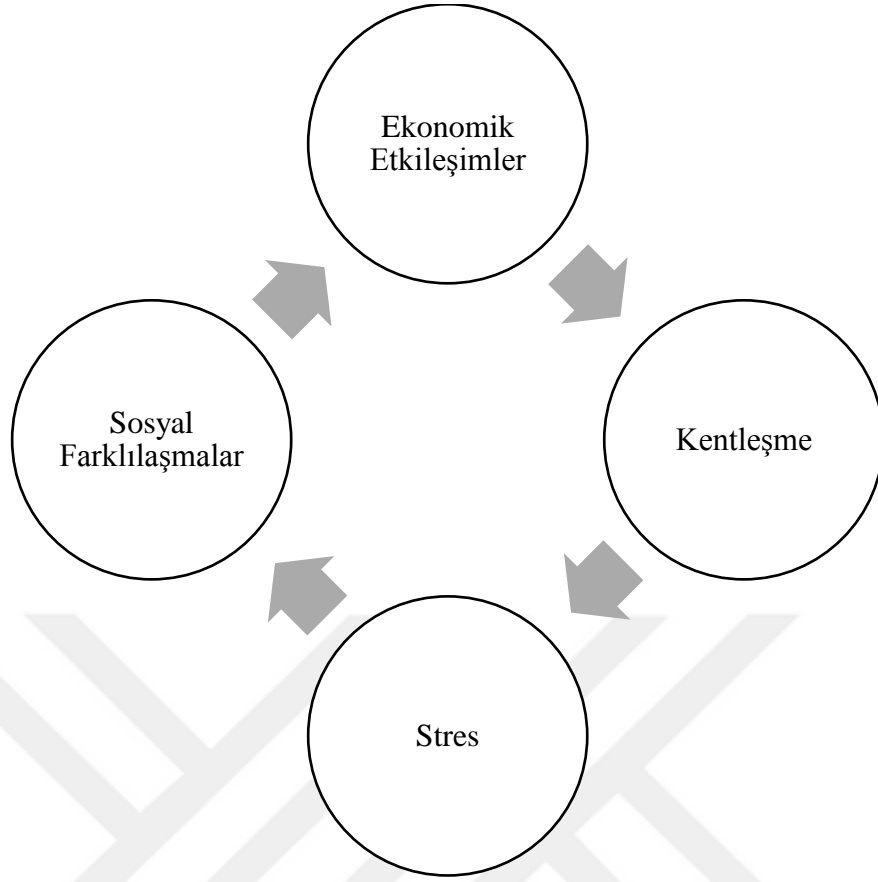 Ekonomik
Etkileşimler
Sosyal
Farklılaşmalar
Kentleşme
Stres